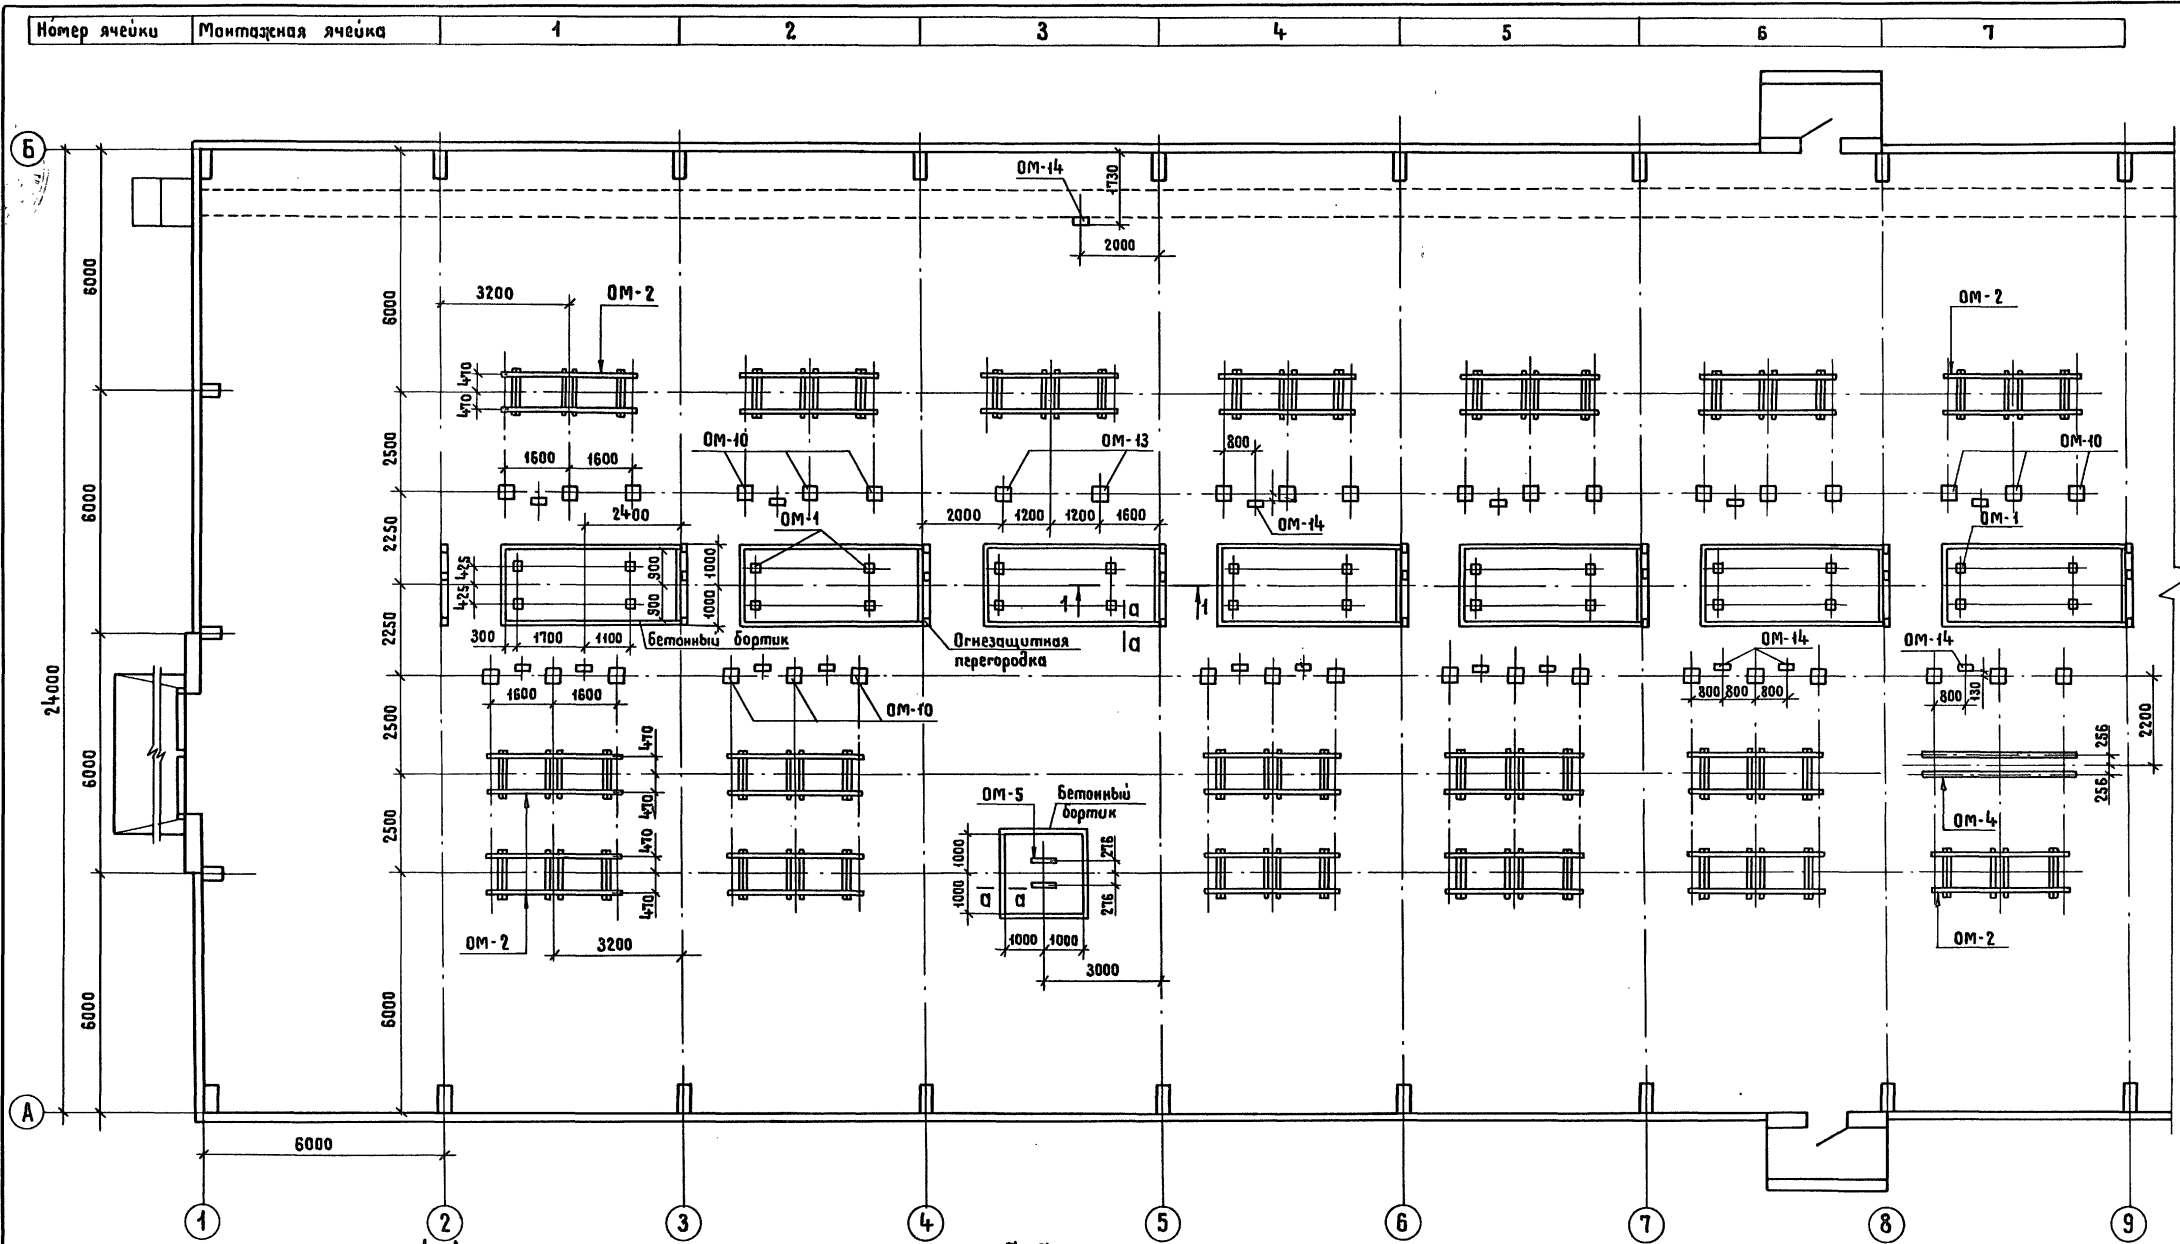 Номер ячейки
Монтажная ячейка
1
2
3
4
5
6
7
Б
ОМ-14
1730
2000
3200
ОМ-2
ОМ-2
6000
6000
470
470
2500
1600
1600
ОМ-10
ОМ-13
800
ОМ-10
6000
2400
ОМ-1
2000
1200
1200
1600
ОМ-14
ОМ-1
2250
425
425
900
900
1000
1000
1
1
а
а
2250
300
1700
1100
Бетонный бортик
Огнезащитная
перегородка
ОМ-14
ОМ-14
24000
1600
1600
ОМ-10
800
800
800
800
130
2200
2500
470
470
256
256
6000
2500
ОМ-5
Бетонный
бортик
ОМ-4
470
470
1000
1000
276
276
а
а
ОМ-2
3200
1000
1000
ОМ-2
3000
6000
6000
А
6000
1
2
3
4
5
6
7
8
9